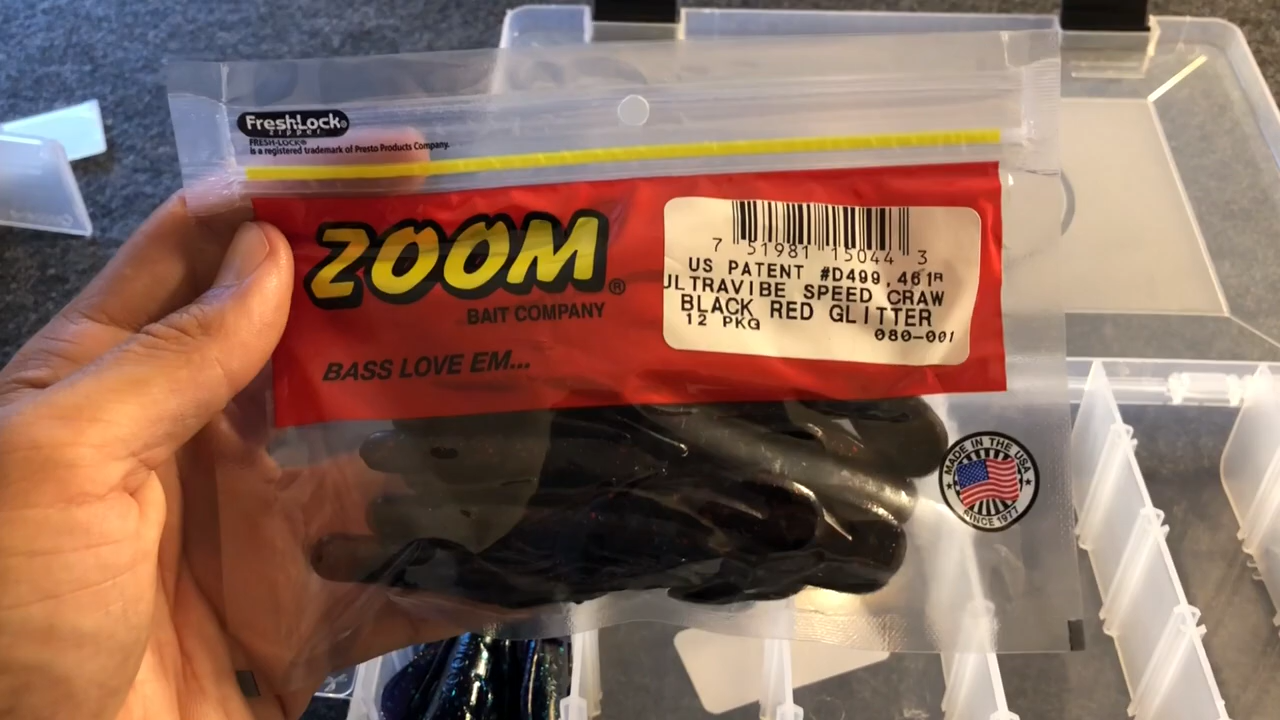 FreshLock®
zipper
FRESH-LOCK®
is a registered trademark of Presto Products Company.
ZOOM®
BAIT COMPANY
BASS LOVE EM...
7 51981 15044 3
US PATENT #D499,461R
ULTRAVIBE SPEED CRAW
BLACK RED GLITTER
12 PKG
080-001
MADE IN THE USA
SINCE 1977